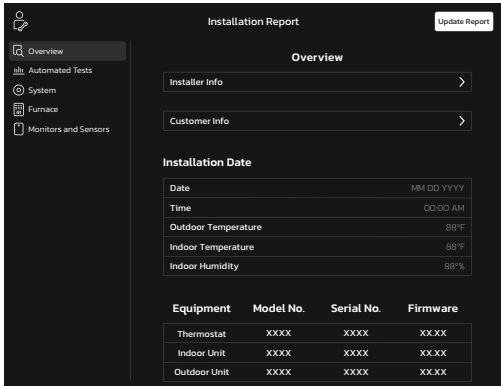 Installation Report
Update Report
Overview
Automated Tests
System
Furnace
Monitors and Sensors
Overview
Installer Info
Customer Info
Installation Date
Date MM DD YYYY
Time 00:00 AM
Outdoor Temperature 88°F
Indoor Temperature 88°F
Indoor Humidity 88°%
Equipment Model No. Serial No. Firmware
Thermostat XXXX XXXX XX.XX
Indoor Unit XXXX XXXX XX.XX
Outdoor Unit XXXX XXXX XX.XX